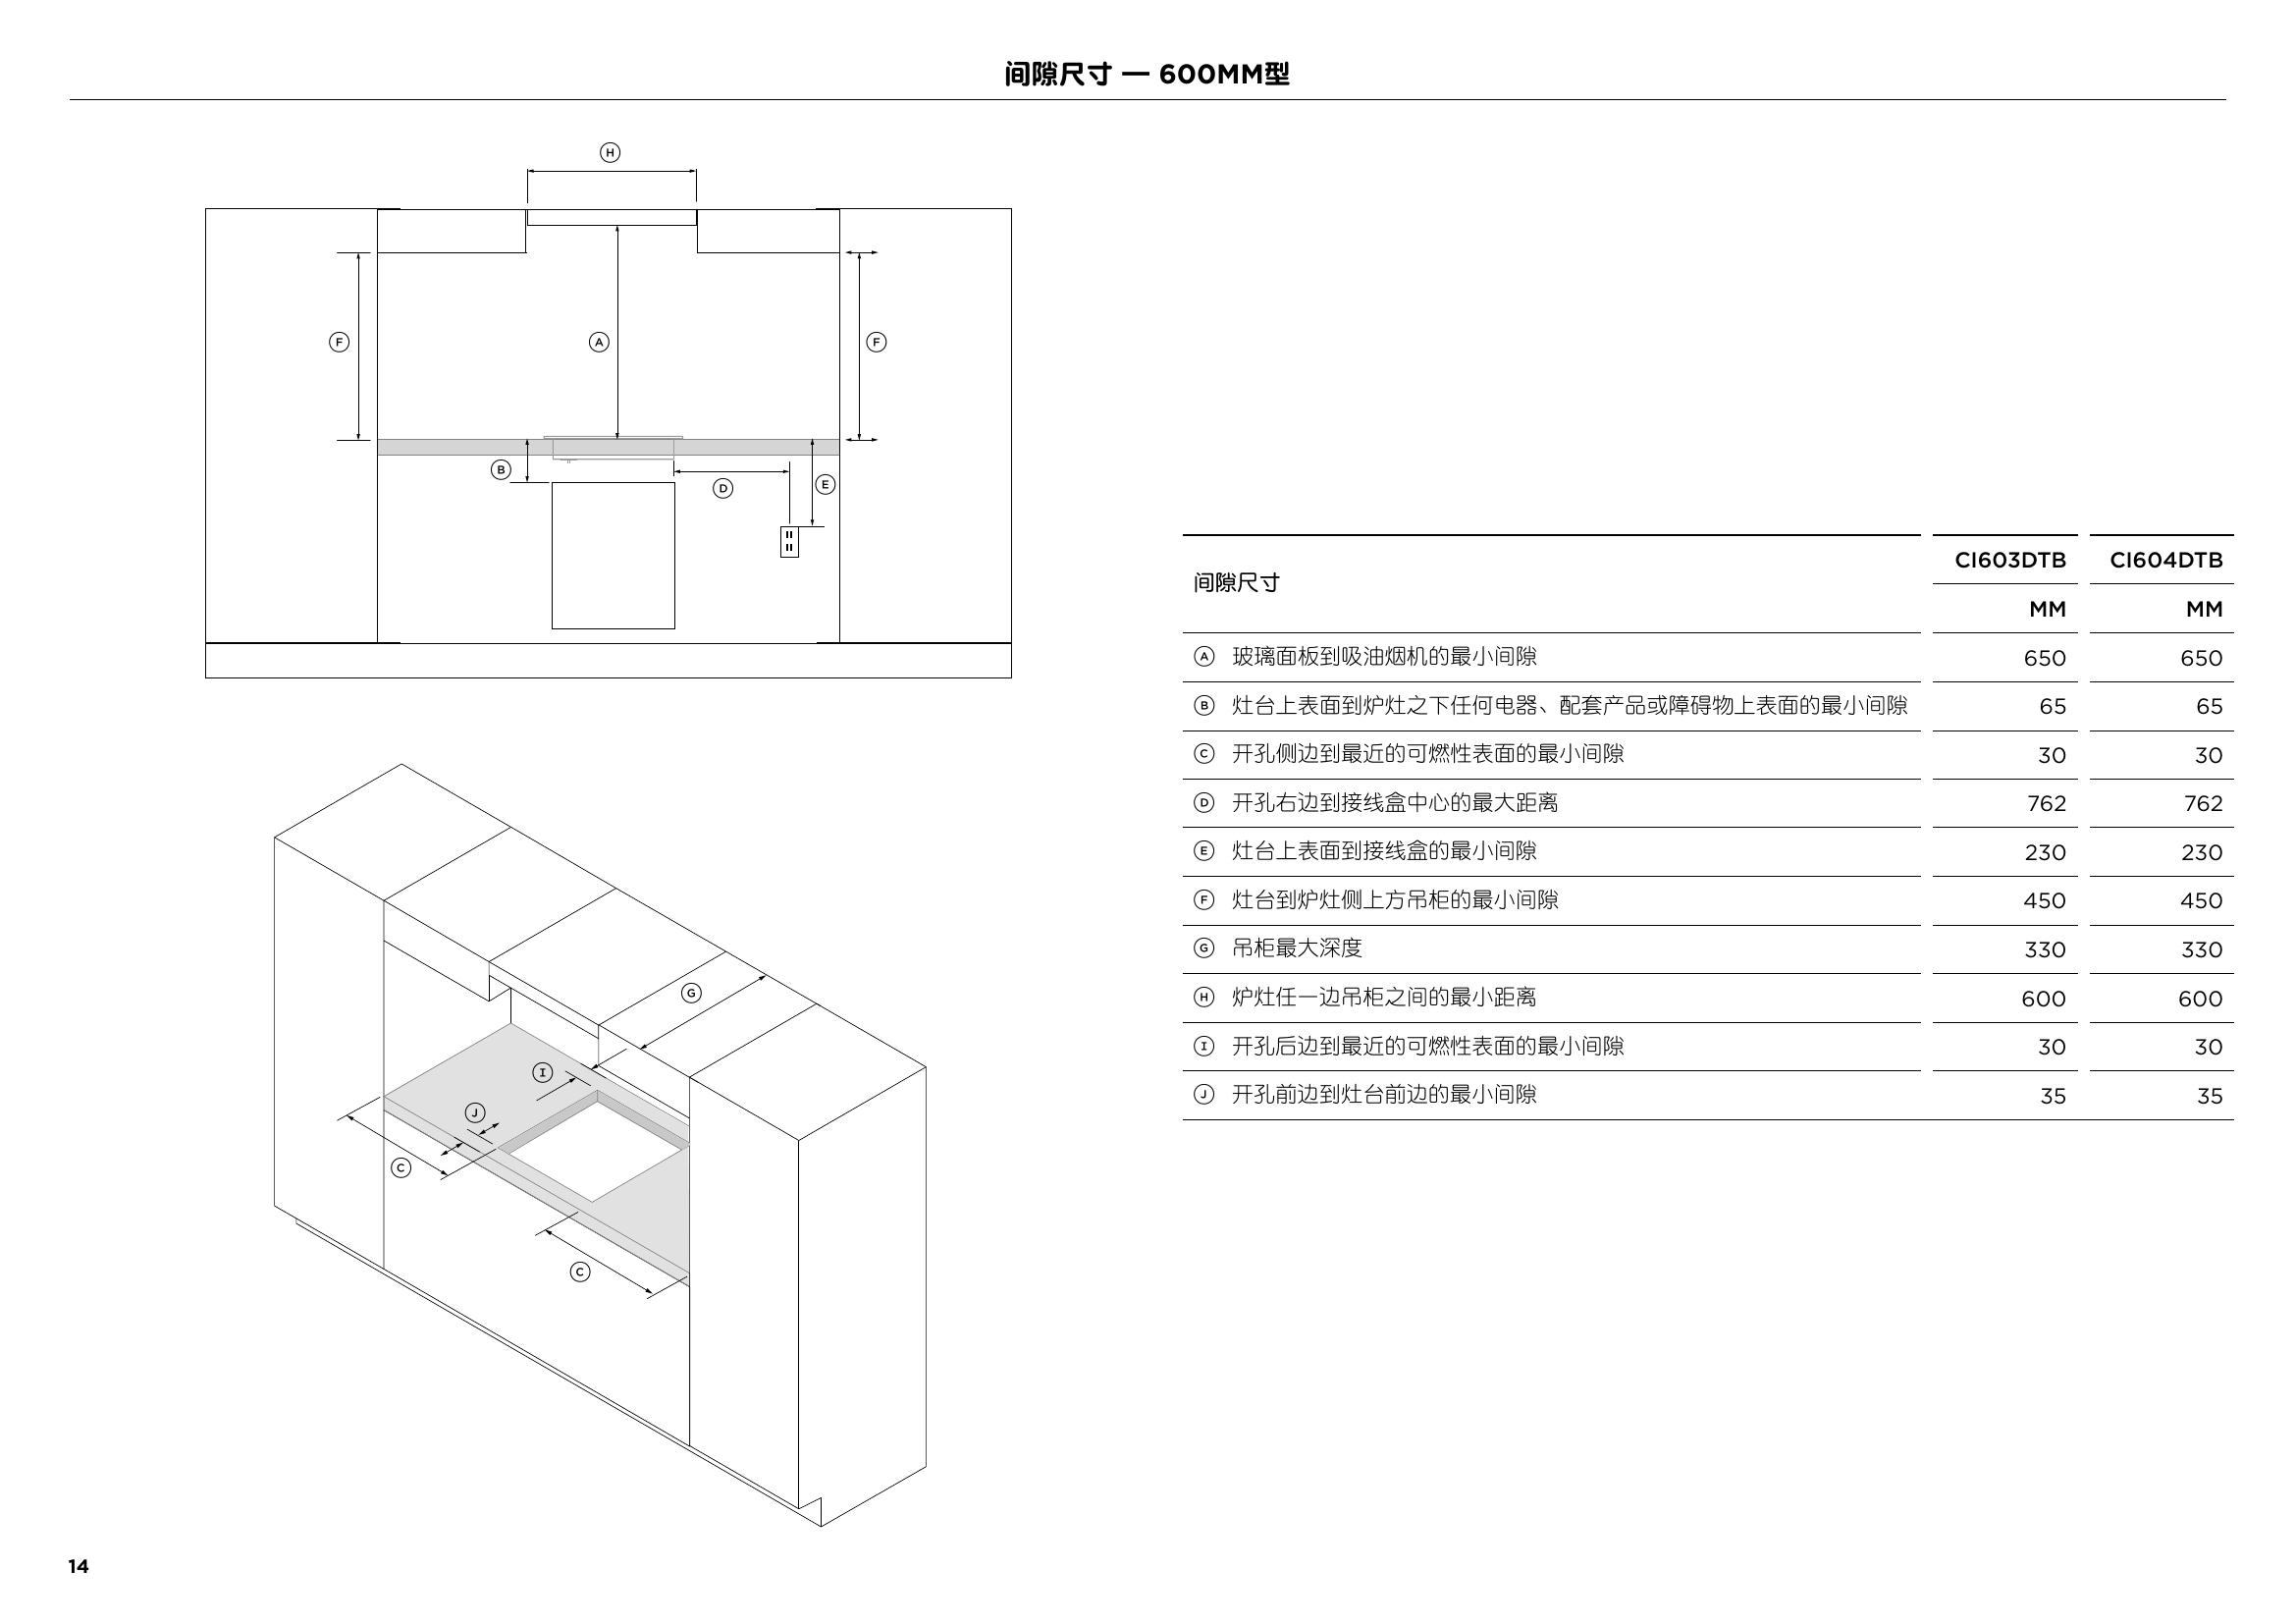 间隙尺寸 — 600MM型
H
F
A
F
B
D
E
G
I
J
C
C
间隙尺寸 CI603DTB CI604DTB
MM MM
A 玻璃面板到吸油烟机的最小间隙 650 650
B 灶台上表面到炉灶之下任何电器、配套产品或障碍物上表面的最小间隙 65 65
C 开孔侧边到最近的可燃性表面的最小间隙 30 30
D 开孔右边到接线盒中心的最大距离 762 762
E 灶台上表面到接线盒的最小间隙 230 230
F 灶台到炉灶侧上方吊柜的最小间隙 450 450
G 吊柜最大深度 330 330
H 炉灶任一边吊柜之间的最小距离 600 600
I 开孔后边到最近的可燃性表面的最小间隙 30 30
J 开孔前边到灶台前边的最小间隙 35 35
14